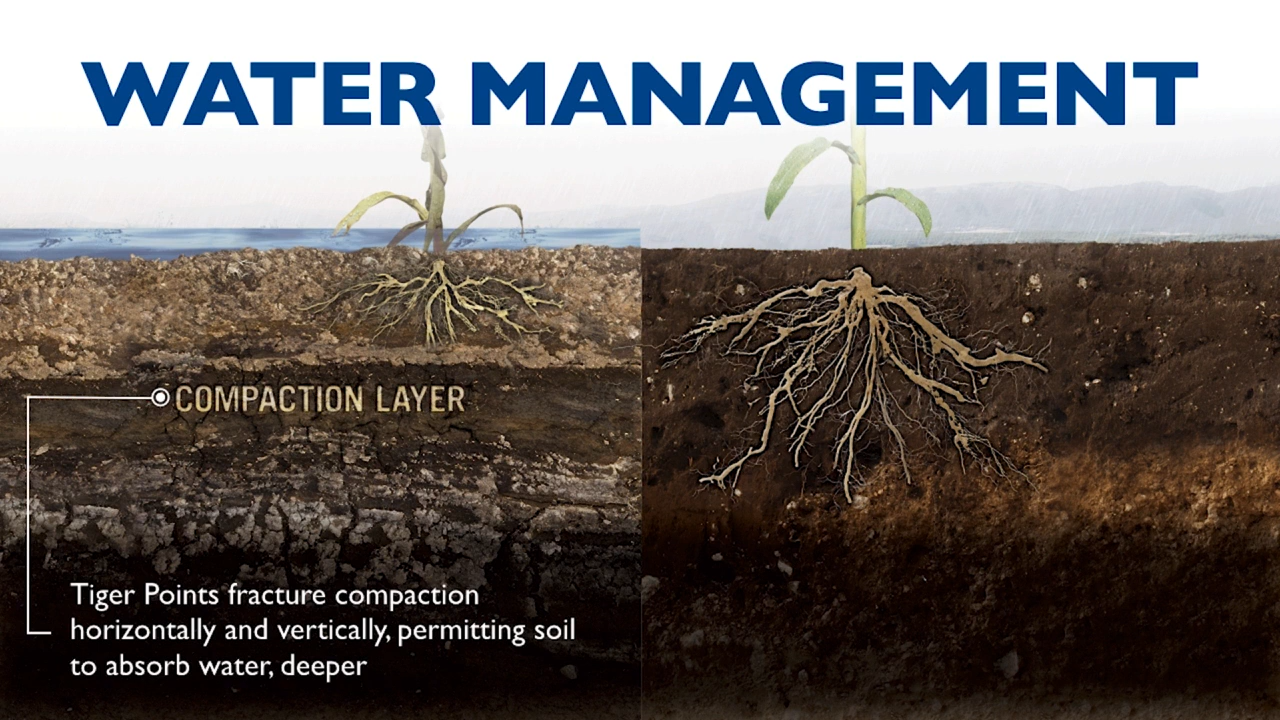 WATER MANAGEMENT
COMPACTION LAYER
Tiger Points fracture compaction
horizontally and vertically, permitting soil
to absorb water, deeper